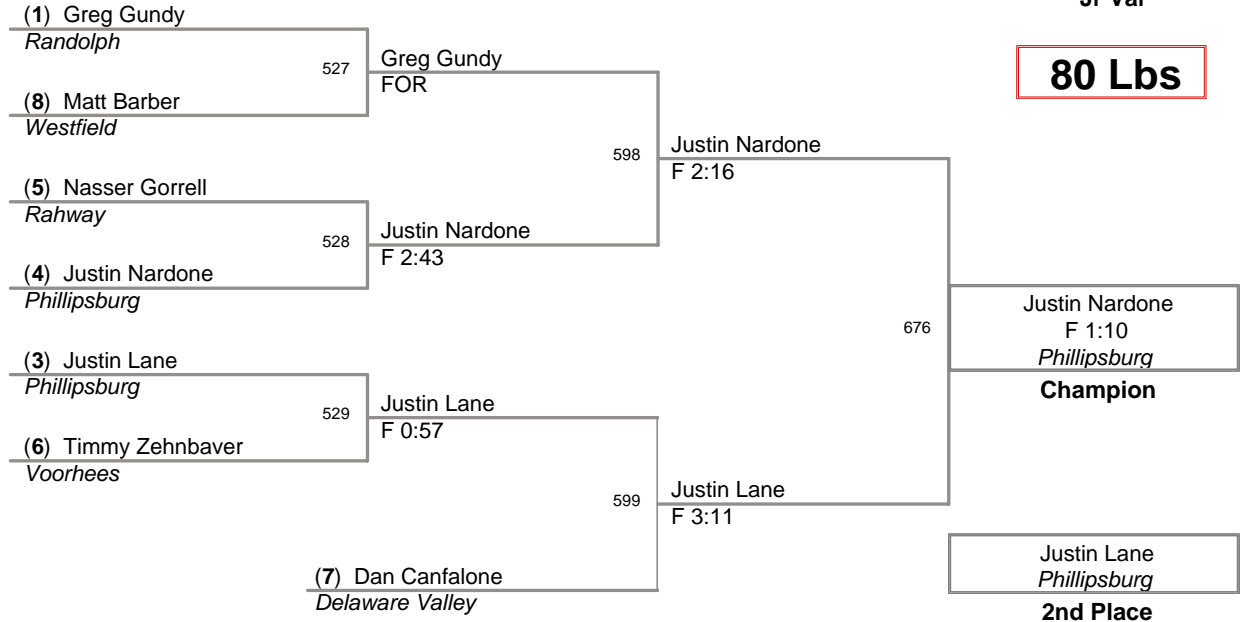 Jr Var
80 Lbs
(1) Greg Gundy
Randolph
527
Greg Gundy
FOR
(8) Matt Barber
Westfield
598
Justin Nardone
F 2:16
(5) Nasser Gorrell
Rahway
528
Justin Nardone
F 2:43
(4) Justin Nardone
Phillipsburg
676
Justin Nardone
F 1:10
Phillipsburg
Champion
(3) Justin Lane
Phillipsburg
529
Justin Lane
F 0:57
(6) Timmy Zehnbaver
Voorhees
599
Justin Lane
F 3:11
(7) Dan Canfalone
Delaware Valley
Justin Lane
Phillipsburg
2nd Place